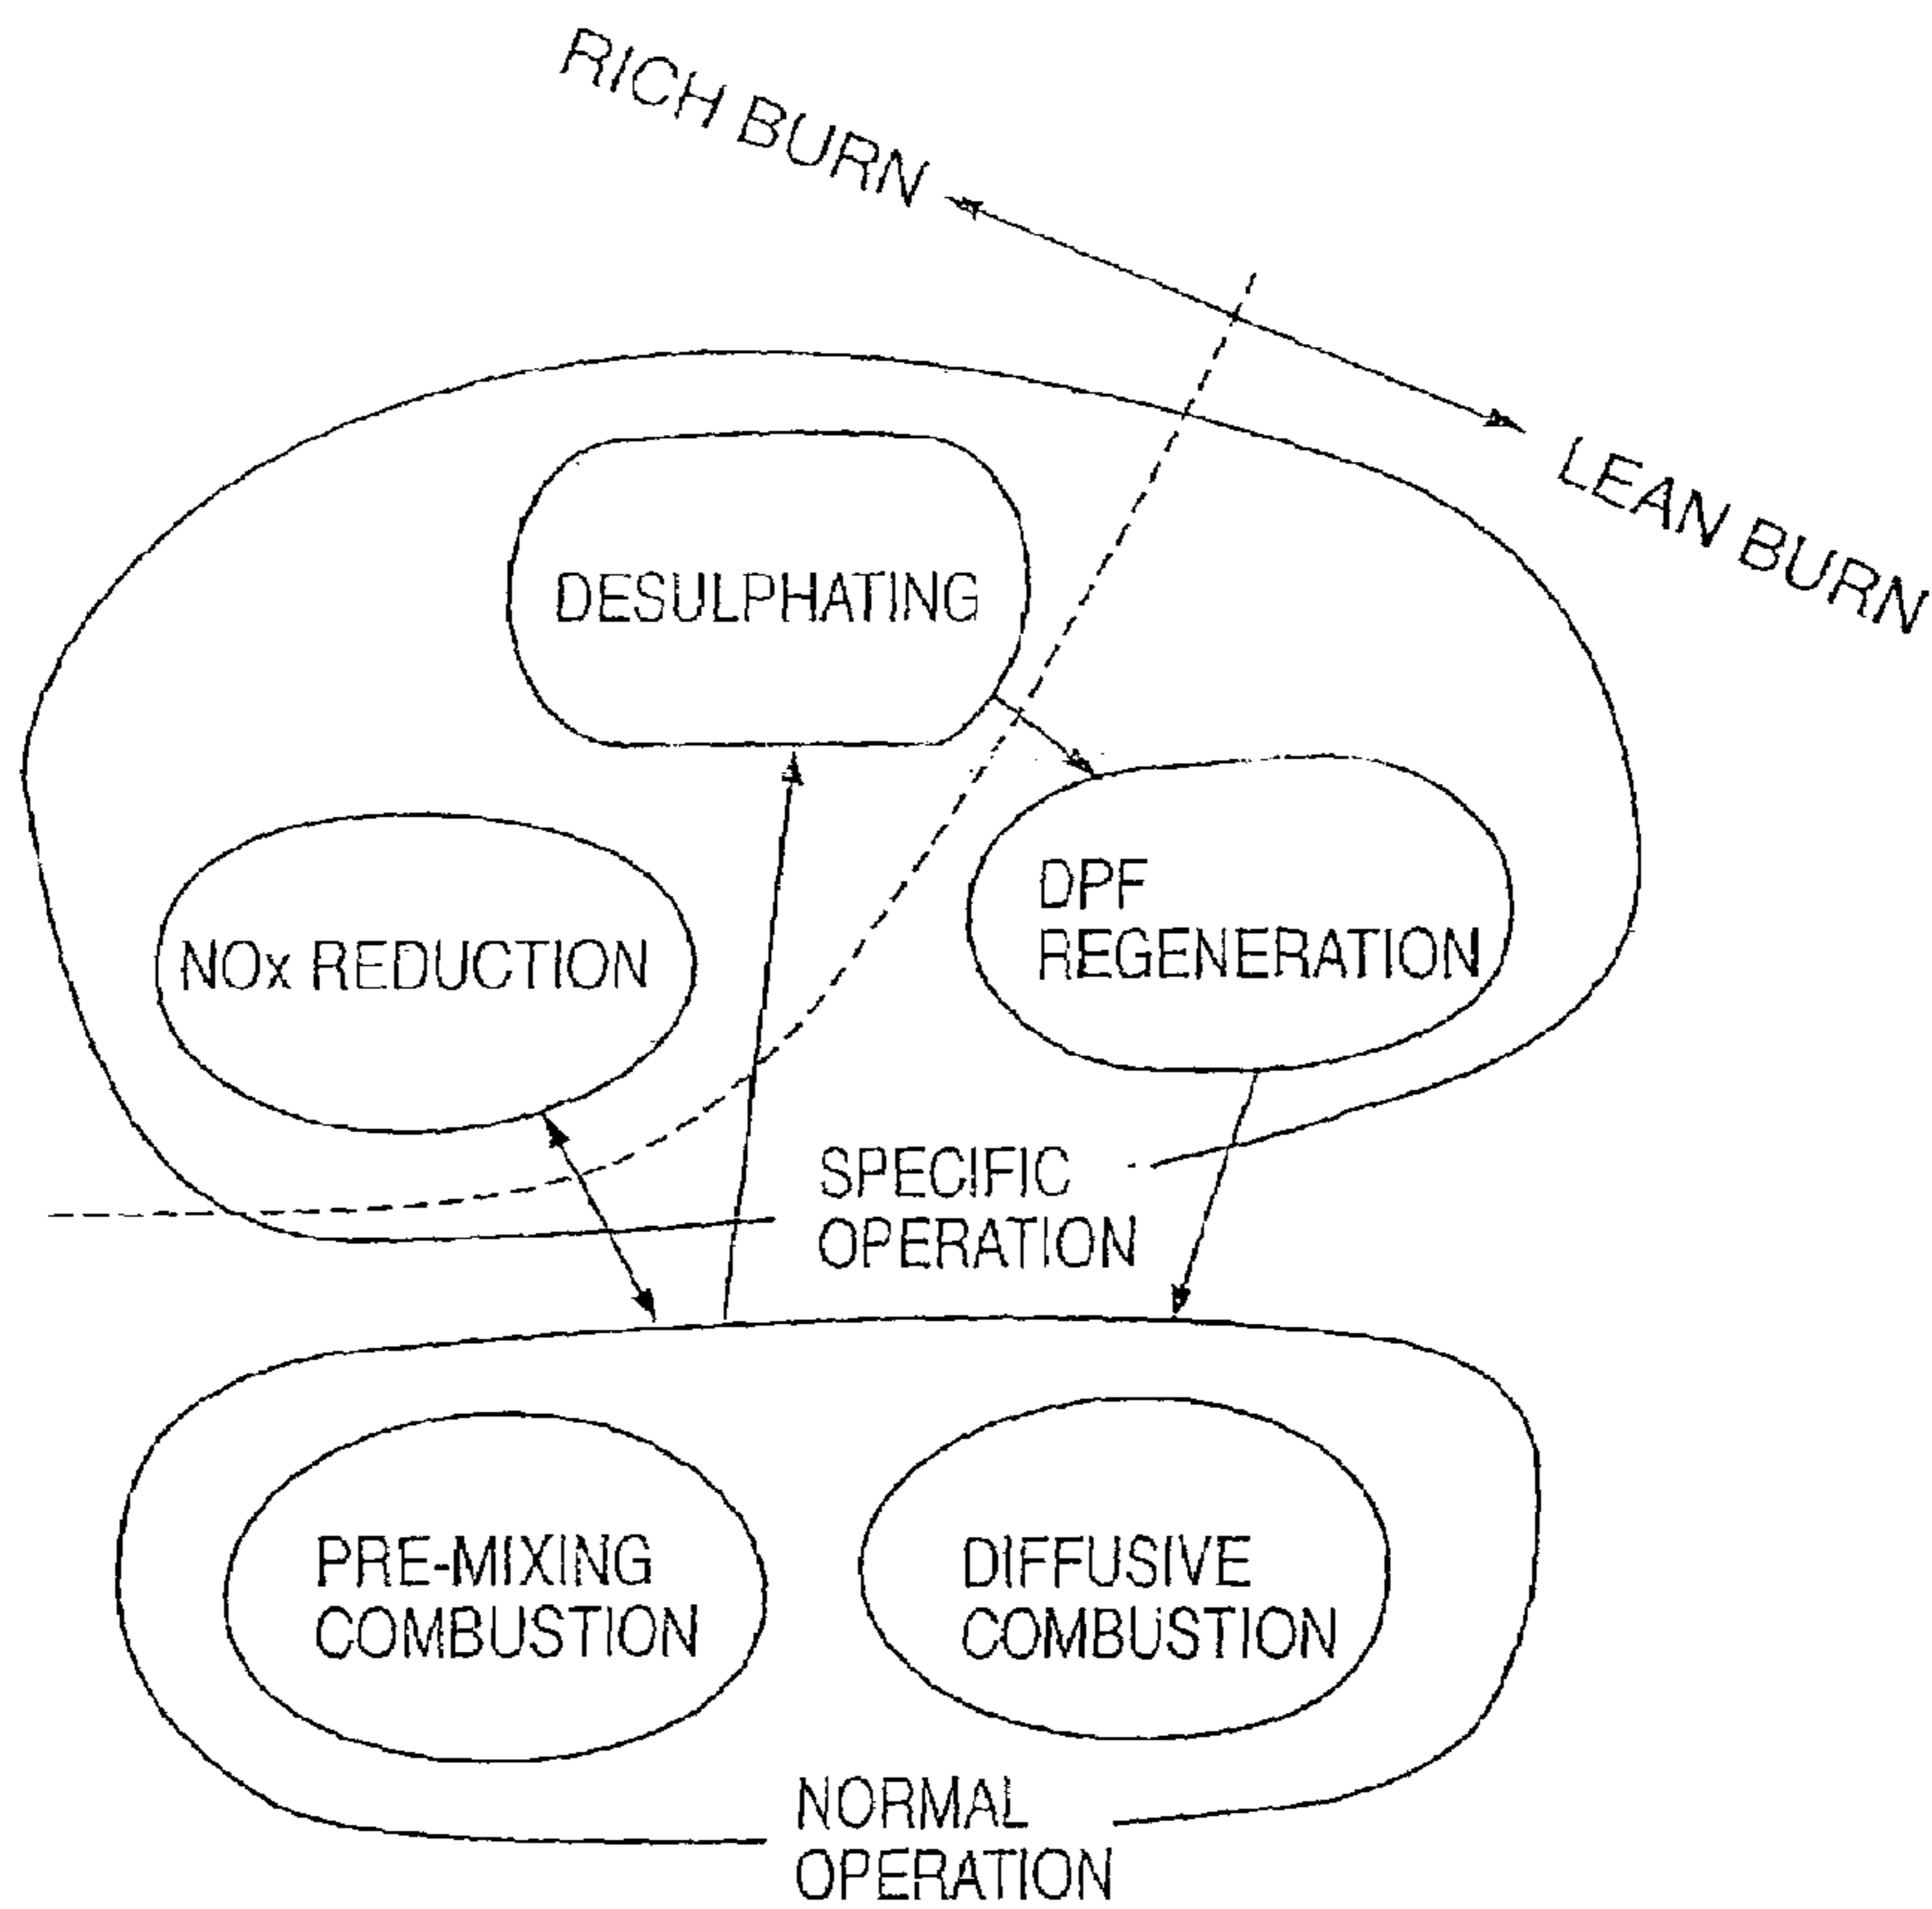 RICH BURN
LEAN BURN
DESULPHATING
DPF
REGENERATION
NOx REDUCTION
SPECIFIC
OPERATION
PRE-MIXING
COMBUSTION
DIFFUSIVE
COMBUSTION
NORMAL
OPERATION